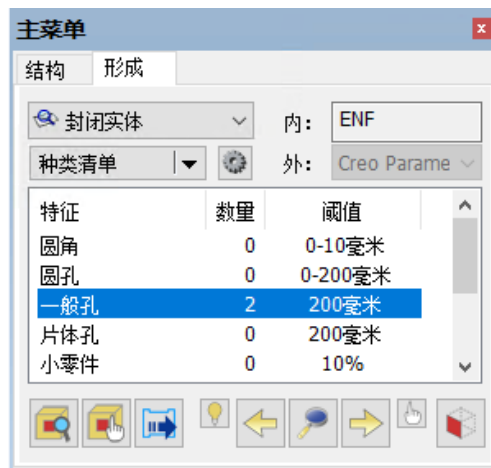 主菜单
结构 形成
封闭实体 内: ENF
种类清单 外: Creo Parame
特征 数量 阈值
圆角 0 0-10毫米
圆孔 0 0-200毫米
一般孔 2 200毫米
片体孔 0 200毫米
小零件 0 10%